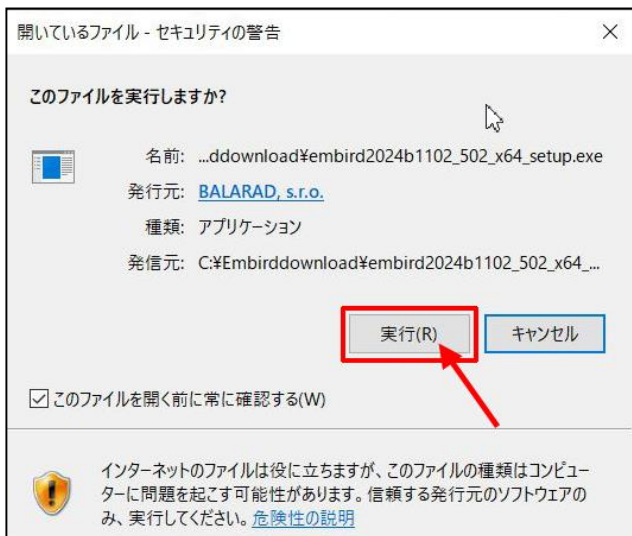 開いているファイル - セキュリティの警告
このファイルを実行しますか?
名前: ...ddownload¥embird2024b1102_502_x64_setup.exe
発行元: BALARAD, s.r.o.
種類: アプリケーション
発信元: C:¥Embirddownload¥embird2024b1102_502_x64_...
実行(R) キャンセル
このファイルを開く前に常に確認する(W)
インターネットのファイルは役に立ちますが、このファイルの種類はコンピュー
ターに問題を起こす可能性があります。信頼する発行元のソフトウェアの
み、実行してください。危険性の説明